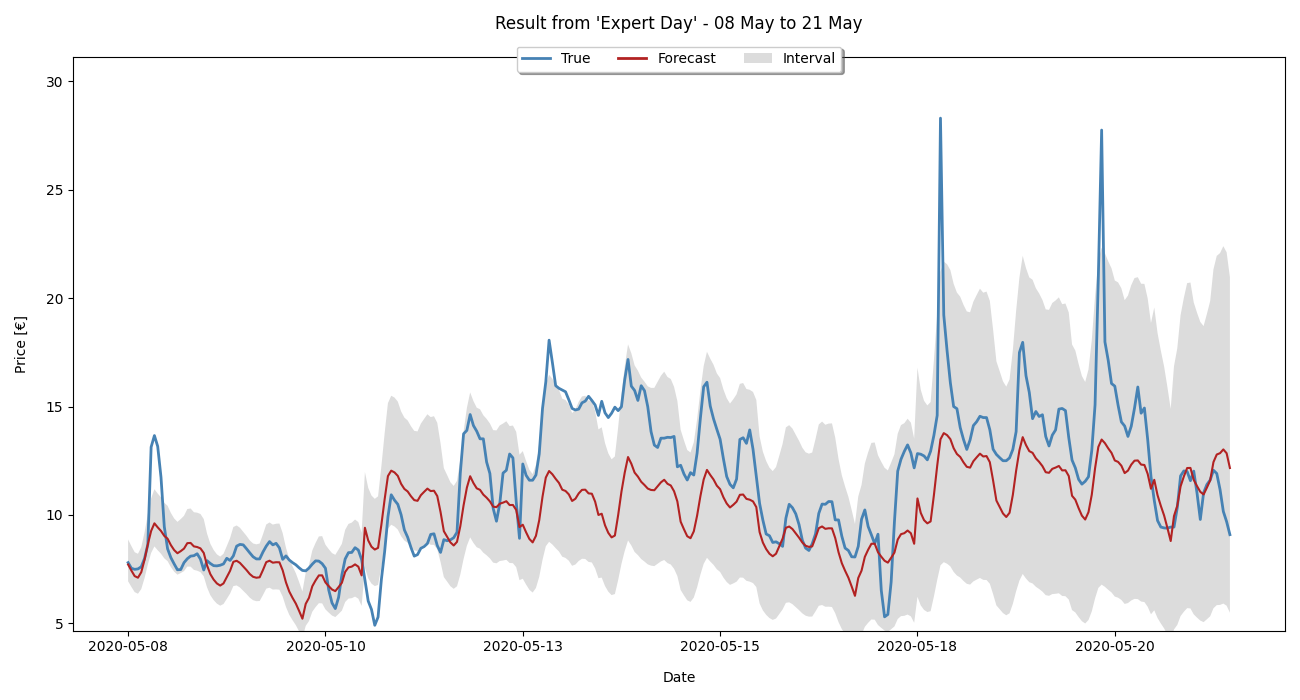 Result from 'Expert Day' - 08 May to 21 May
True Forecast Interval
30
25
20
15
10
5
Price [€]
2020-05-08 2020-05-10 2020-05-13 2020-05-15 2020-05-18 2020-05-20
Date